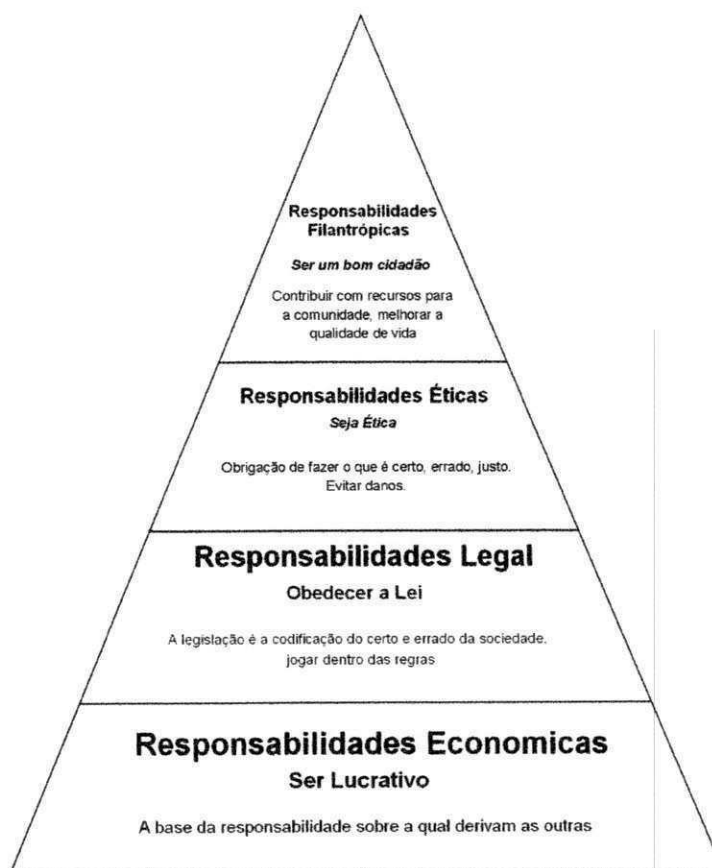 Responsabilidades
Filantrópicas
Ser um bom cidadão
Contribuir com recursos para
a comunidade, melhorar a
qualidade de vida
Responsabilidades Éticas
Seja Ética
Obrigação de fazer o que é certo, errado, justo.
Evitar danos.
Responsabilidades Legal
Obedecer a Lei
A legislação é a codificação do certo e errado da sociedade,
jogar dentro das regras
Responsabilidades Economicas
Ser Lucrativo
A base da responsabilidade sobre a qual derivam as outras